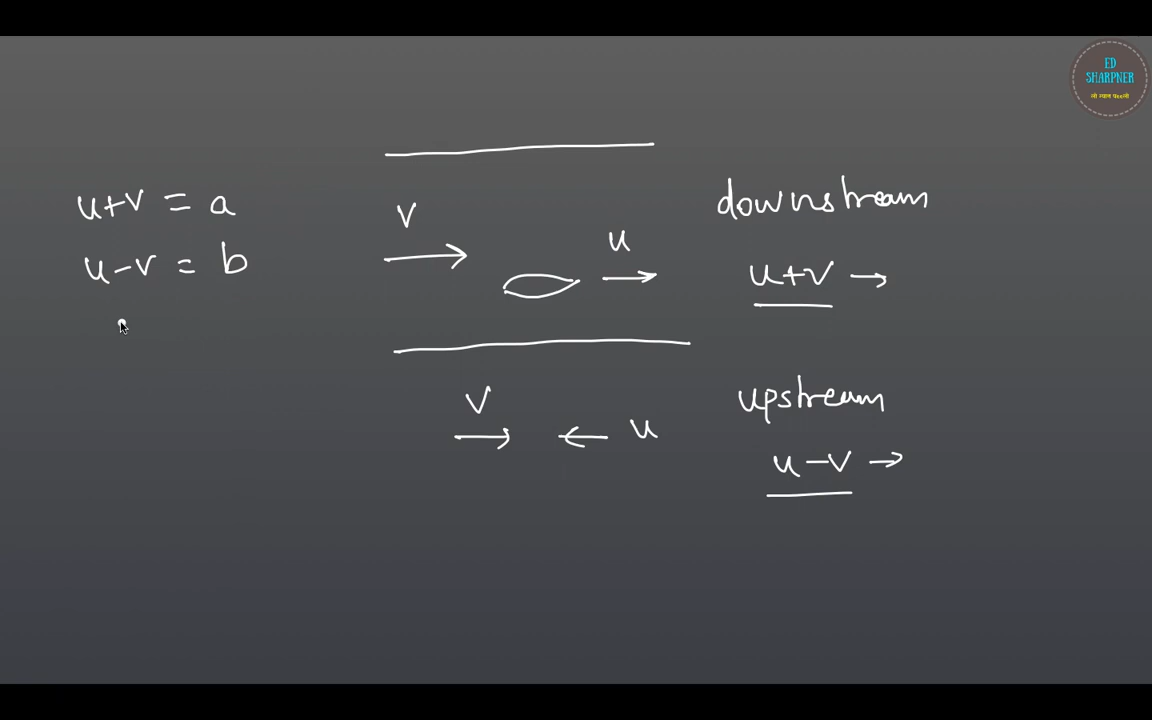 ED
SHARPNER
u+v = a
u-v = b
v
u
downstream
u+v →
v
u
upstream
u-v →